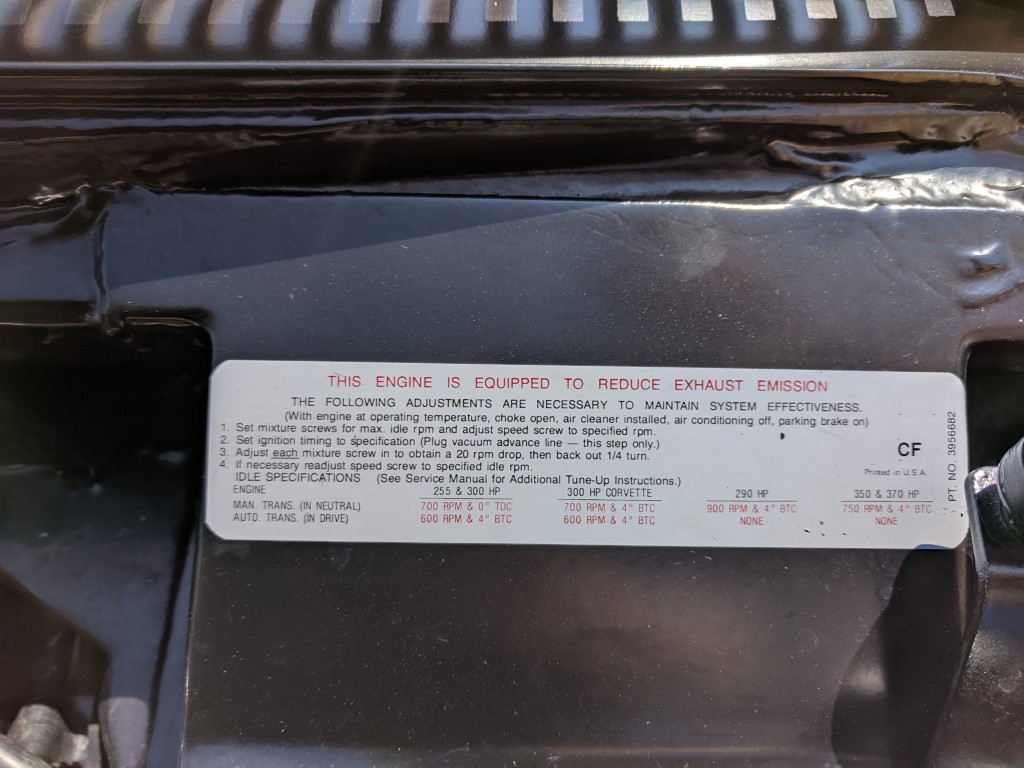 THIS ENGINE IS EQUIPPED TO REDUCE EXHAUST EMISSION
THE FOLLOWING ADJUSTMENTS ARE NECESSARY TO MAINTAIN SYSTEM EFFECTIVENESS.
(With engine at operating temperature, choke open, air cleaner installed, air conditioning off, parking brake on)
1. Set mixture screws for max. idle rpm and adjust speed screw to specified rpm.
2. Set ignition timing to specification (Plug vacuum advance line — this step only.)
3. Adjust each mixture screw in to obtain a 20 rpm drop, then back out 1/4 turn.
4. If necessary readjust speed screw to specified idle rpm.
CF
Printed in U.S.A.
IDLE SPECIFICATIONS (See Service Manual for Additional Tune-Up Instructions.)
ENGINE 255 & 300 HP 300 HP CORVETTE 290 HP 350 & 370 HP
MAN. TRANS. (IN NEUTRAL) 700 RPM & 0° TDC 700 RPM & 4° BTC 900 RPM & 4° BTC 750 RPM & 4° BTC
AUTO. TRANS. (IN DRIVE) 600 RPM & 4° BTC 600 RPM & 4° BTC NONE NONE
PT. NO. 3956682